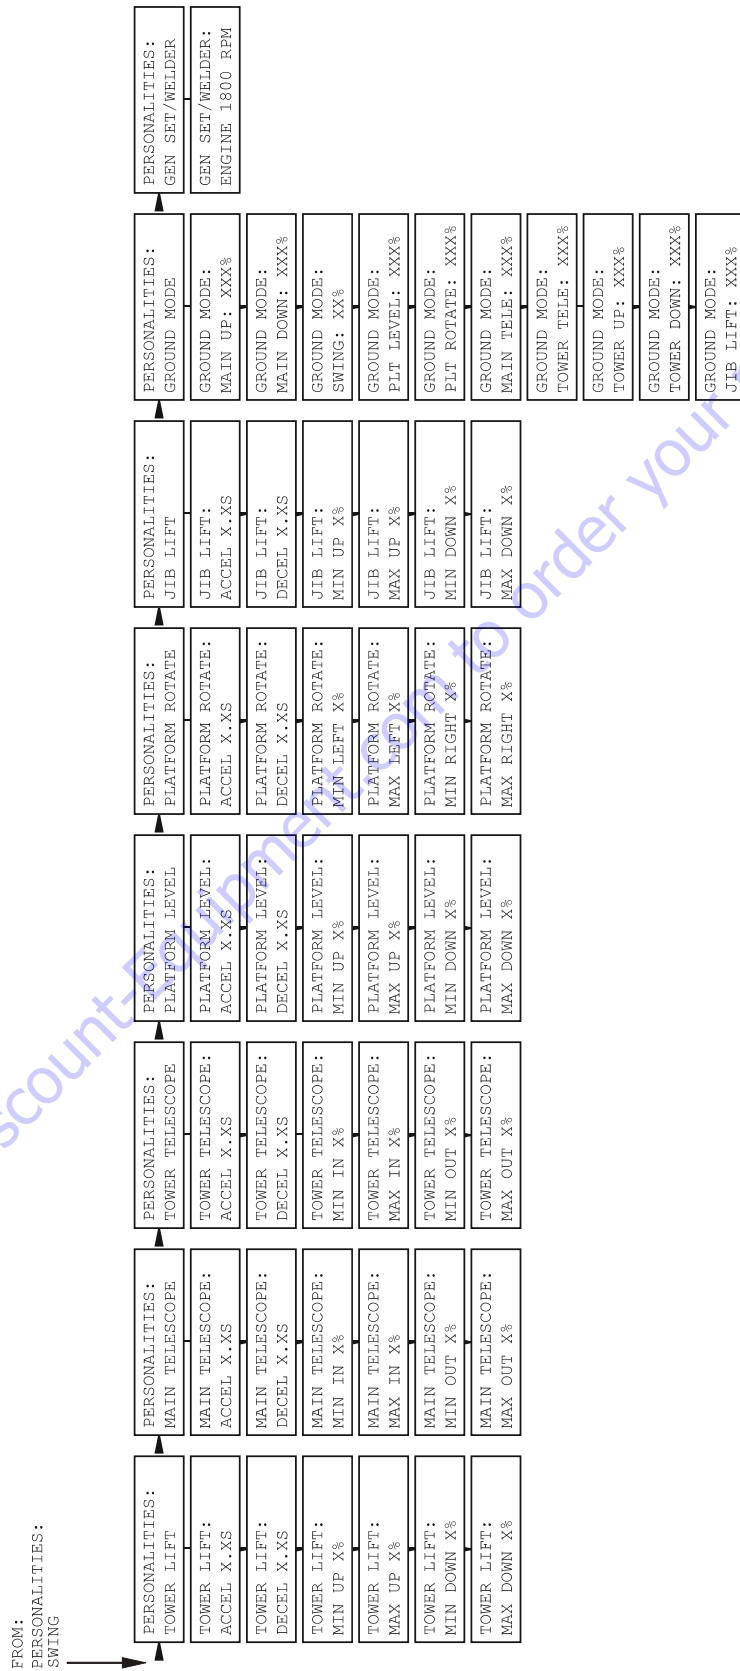 FROM:
PERSONALITIES:
SWING
PERSONALITIES:
TOWER LIFT
TOWER LIFT:
ACCEL X.XS
TOWER LIFT:
DECEL X.XS
TOWER LIFT:
MIN UP X%
TOWER LIFT:
MAX UP X%
TOWER LIFT:
MIN DOWN X%
TOWER LIFT:
MAX DOWN X%
PERSONALITIES:
MAIN TELESCOPE
MAIN TELESCOPE:
ACCEL X.XS
MAIN TELESCOPE:
DECEL X.XS
MAIN TELESCOPE:
MIN IN X%
MAIN TELESCOPE:
MAX IN X%
MAIN TELESCOPE:
MIN OUT X%
MAIN TELESCOPE:
MAX OUT X%
PERSONALITIES:
TOWER TELESCOPE
TOWER TELESCOPE:
ACCEL X.XS
TOWER TELESCOPE:
DECEL X.XS
TOWER TELESCOPE:
MIN IN X%
TOWER TELESCOPE:
MAX IN X%
TOWER TELESCOPE:
MIN OUT X%
TOWER TELESCOPE:
MAX OUT X%
PERSONALITIES:
PLATFORM LEVEL
PLATFORM LEVEL:
ACCEL X.XS
PLATFORM LEVEL:
DECEL X.XS
PLATFORM LEVEL:
MIN UP X%
PLATFORM LEVEL:
MAX UP X%
PLATFORM LEVEL:
MIN DOWN X%
PLATFORM LEVEL:
MAX DOWN X%
PERSONALITIES:
PLATFORM ROTATE
PLATFORM ROTATE:
ACCEL X.XS
PLATFORM ROTATE:
DECEL X.XS
PLATFORM ROTATE:
MIN LEFT X%
PLATFORM ROTATE:
MAX LEFT X%
PLATFORM ROTATE:
MIN RIGHT X%
PLATFORM ROTATE:
MAX RIGHT X%
PERSONALITIES:
JIB LIFT
JIB LIFT:
ACCEL X.XS
JIB LIFT:
DECEL X.XS
JIB LIFT:
MIN UP X%
JIB LIFT:
MAX UP X%
JIB LIFT:
MIN DOWN X%
JIB LIFT:
MAX DOWN X%
PERSONALITIES:
GROUND MODE
GROUND MODE:
MAIN UP: XXX%
GROUND MODE:
MAIN DOWN: XXX%
GROUND MODE:
SWING: XX%
GROUND MODE:
PLT LEVEL: XXX%
GROUND MODE:
PLT ROTATE: XXX%
GROUND MODE:
MAIN TELE: XXX%
GROUND MODE:
TOWER TELE: XXX%
GROUND MODE:
TOWER UP: XXX%
GROUND MODE:
TOWER DOWN: XXX%
GROUND MODE:
JIB LIFT: XXX%
PERSONALITIES:
GEN SET/WELDER
GEN SET/WELDER:
ENGINE 1800 RPM
scount-Equipment.com to order your